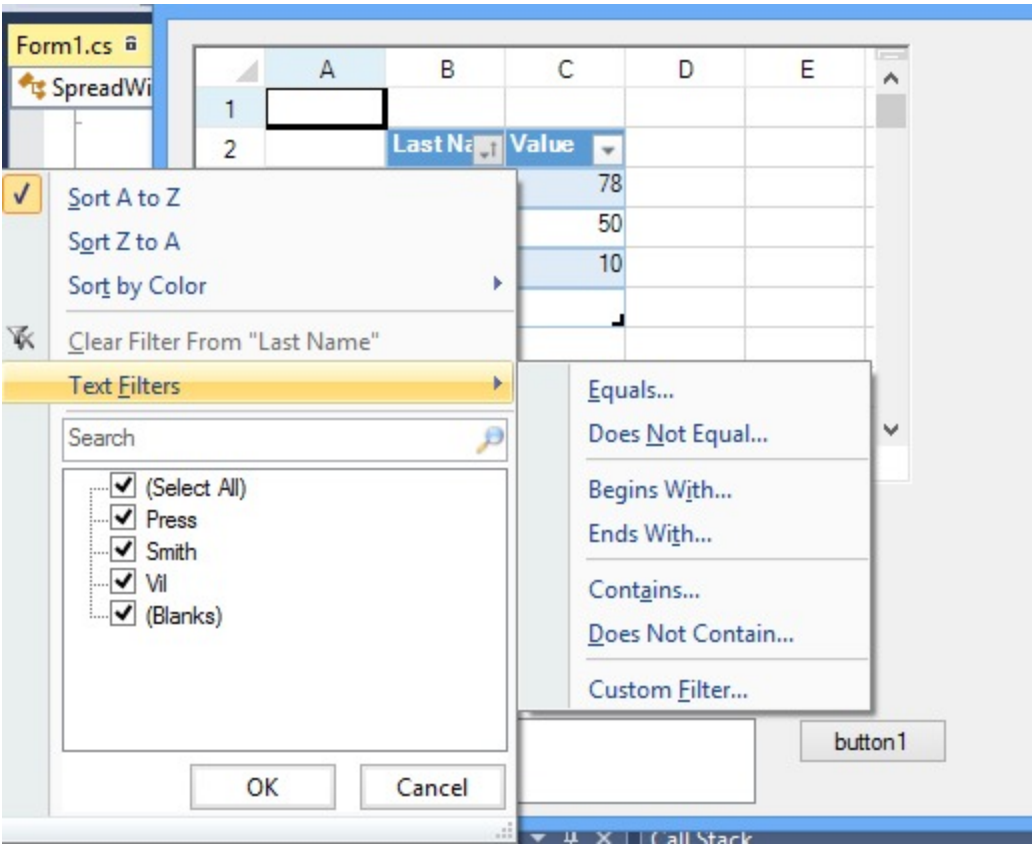 Form1.cs
SpreadWi
A B C D E
1
2 Last Na Value
78
50
10
Sort A to Z
Sort Z to A
Sort by Color
Clear Filter From "Last Name"
Text Filters
Search
(Select All)
Press
Smith
Vil
(Blanks)
OK Cancel
Equals...
Does Not Equal...
Begins With...
Ends With...
Contains...
Does Not Contain...
Custom Filter...
button1
Call Stack